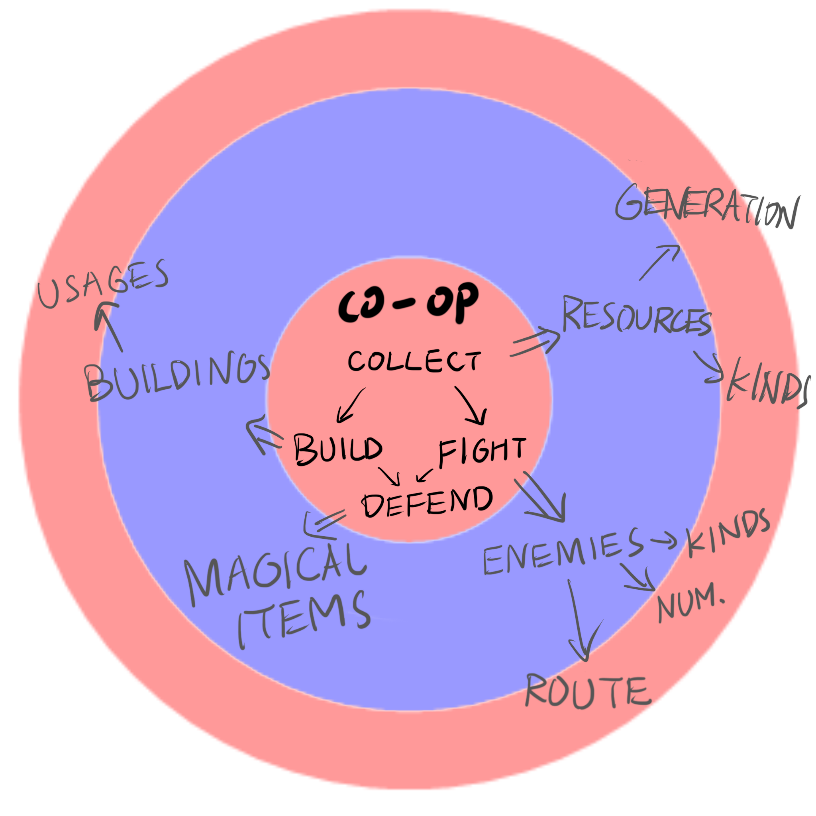 GENERATION
USAGES
CO-OP
RESOURCES
COLLECT
BUILDINGS
KINDS
BUILD
FIGHT
DEFEND
ENEMIES
KINDS
MAGICAL
ITEMS
NUM.
ROUTE